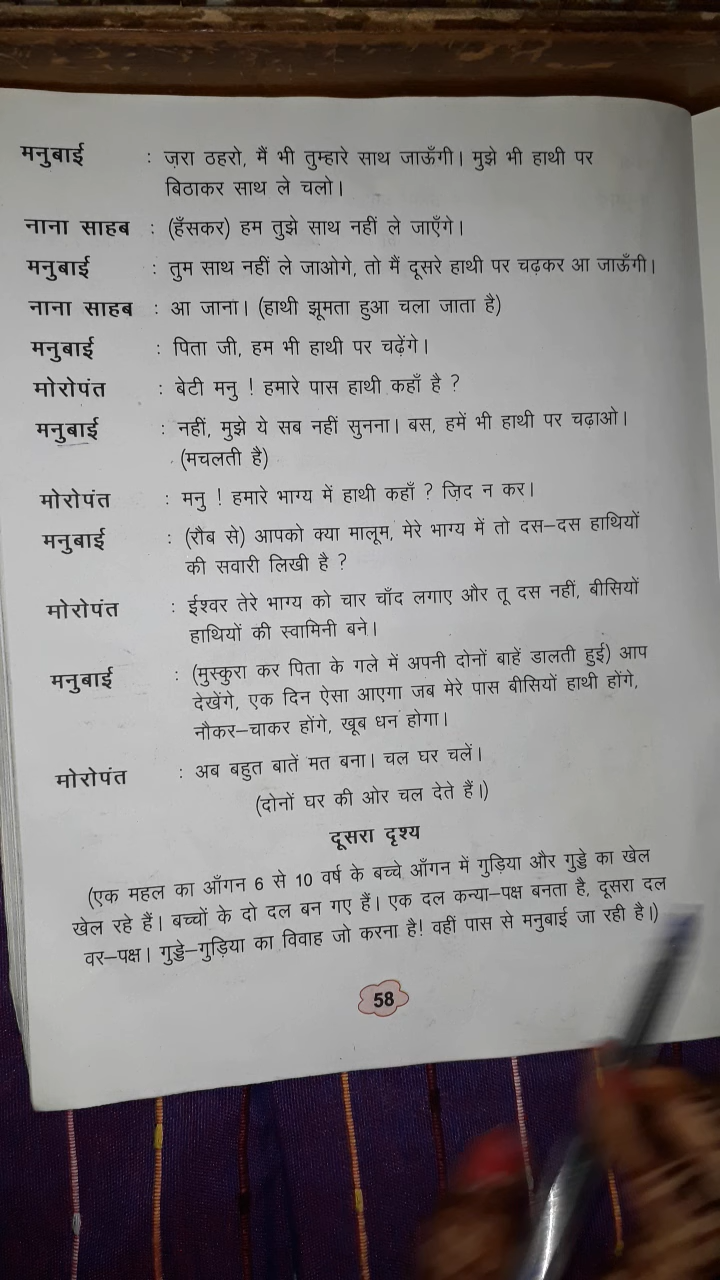 मनुबाई : ज़रा ठहरो, मैं भी तुम्हारे साथ जाऊँगी। मुझे भी हाथी पर
बिठाकर साथ ले चलो।
नाना साहब : (हँसकर) हम तुझे साथ नहीं ले जाएँगे।
मनुबाई : तुम साथ नहीं ले जाओगे, तो मैं दूसरे हाथी पर चढ़कर आ जाऊँगी।
नाना साहब : आ जाना। (हाथी झूमता हुआ चला जाता है)
मनुबाई : पिता जी, हम भी हाथी पर चढ़ेंगे।
मोरोपंत : बेटी मनु ! हमारे पास हाथी कहाँ है ?
मनुबाई : नहीं, मुझे ये सब नहीं सुनना। बस, हमें भी हाथी पर चढ़ाओ।
(मचलती है)
मोरोपंत : मनु ! हमारे भाग्य में हाथी कहाँ ? ज़िद न कर।
मनुबाई : (रौब से) आपको क्या मालूम, मेरे भाग्य में तो दस–दस हाथियों
की सवारी लिखी है ?
मोरोपंत : ईश्वर तेरे भाग्य को चार चाँद लगाए और तू दस नहीं, बीसियों
हाथियों की स्वामिनी बने।
मनुबाई : (मुस्कुरा कर पिता के गले में अपनी दोनों बाहें डालती हुई) आप
देखेंगे, एक दिन ऐसा आएगा जब मेरे पास बीसियों हाथी होंगे,
नौकर–चाकर होंगे, खूब धन होगा।
मोरोपंत : अब बहुत बातें मत बना। चल घर चलें।
(दोनों घर की ओर चल देते हैं।)
दूसरा दृश्य
(एक महल का आँगन 6 से 10 वर्ष के बच्चे आँगन में गुड़िया और गुड्डे का खेल
खेल रहे हैं। बच्चों के दो दल बन गए हैं। एक दल कन्या–पक्ष बनता है, दूसरा दल
वर–पक्ष। गुड्डे–गुड़िया का विवाह जो करना है! वहीं पास से मनुबाई जा रही है।)
58